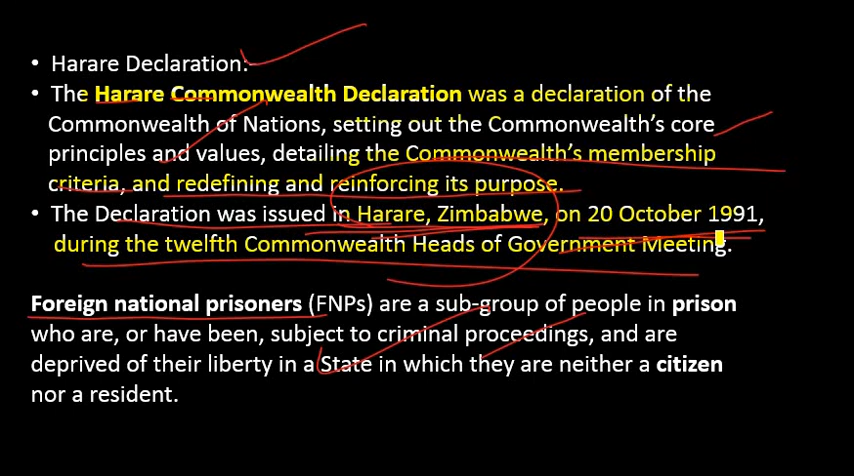 • Harare Declaration:-
• The Harare Commonwealth Declaration was a declaration of the
Commonwealth of Nations, setting out the Commonwealth's core
principles and values, detailing the Commonwealth's membership
criteria, and redefining and reinforcing its purpose.
• The Declaration was issued in Harare, Zimbabwe, on 20 October 1991,
during the twelfth Commonwealth Heads of Government Meeting.
Foreign national prisoners (FNPs) are a sub-group of people in prison
who are, or have been, subject to criminal proceedings, and are
deprived of their liberty in a State in which they are neither a citizen
nor a resident.